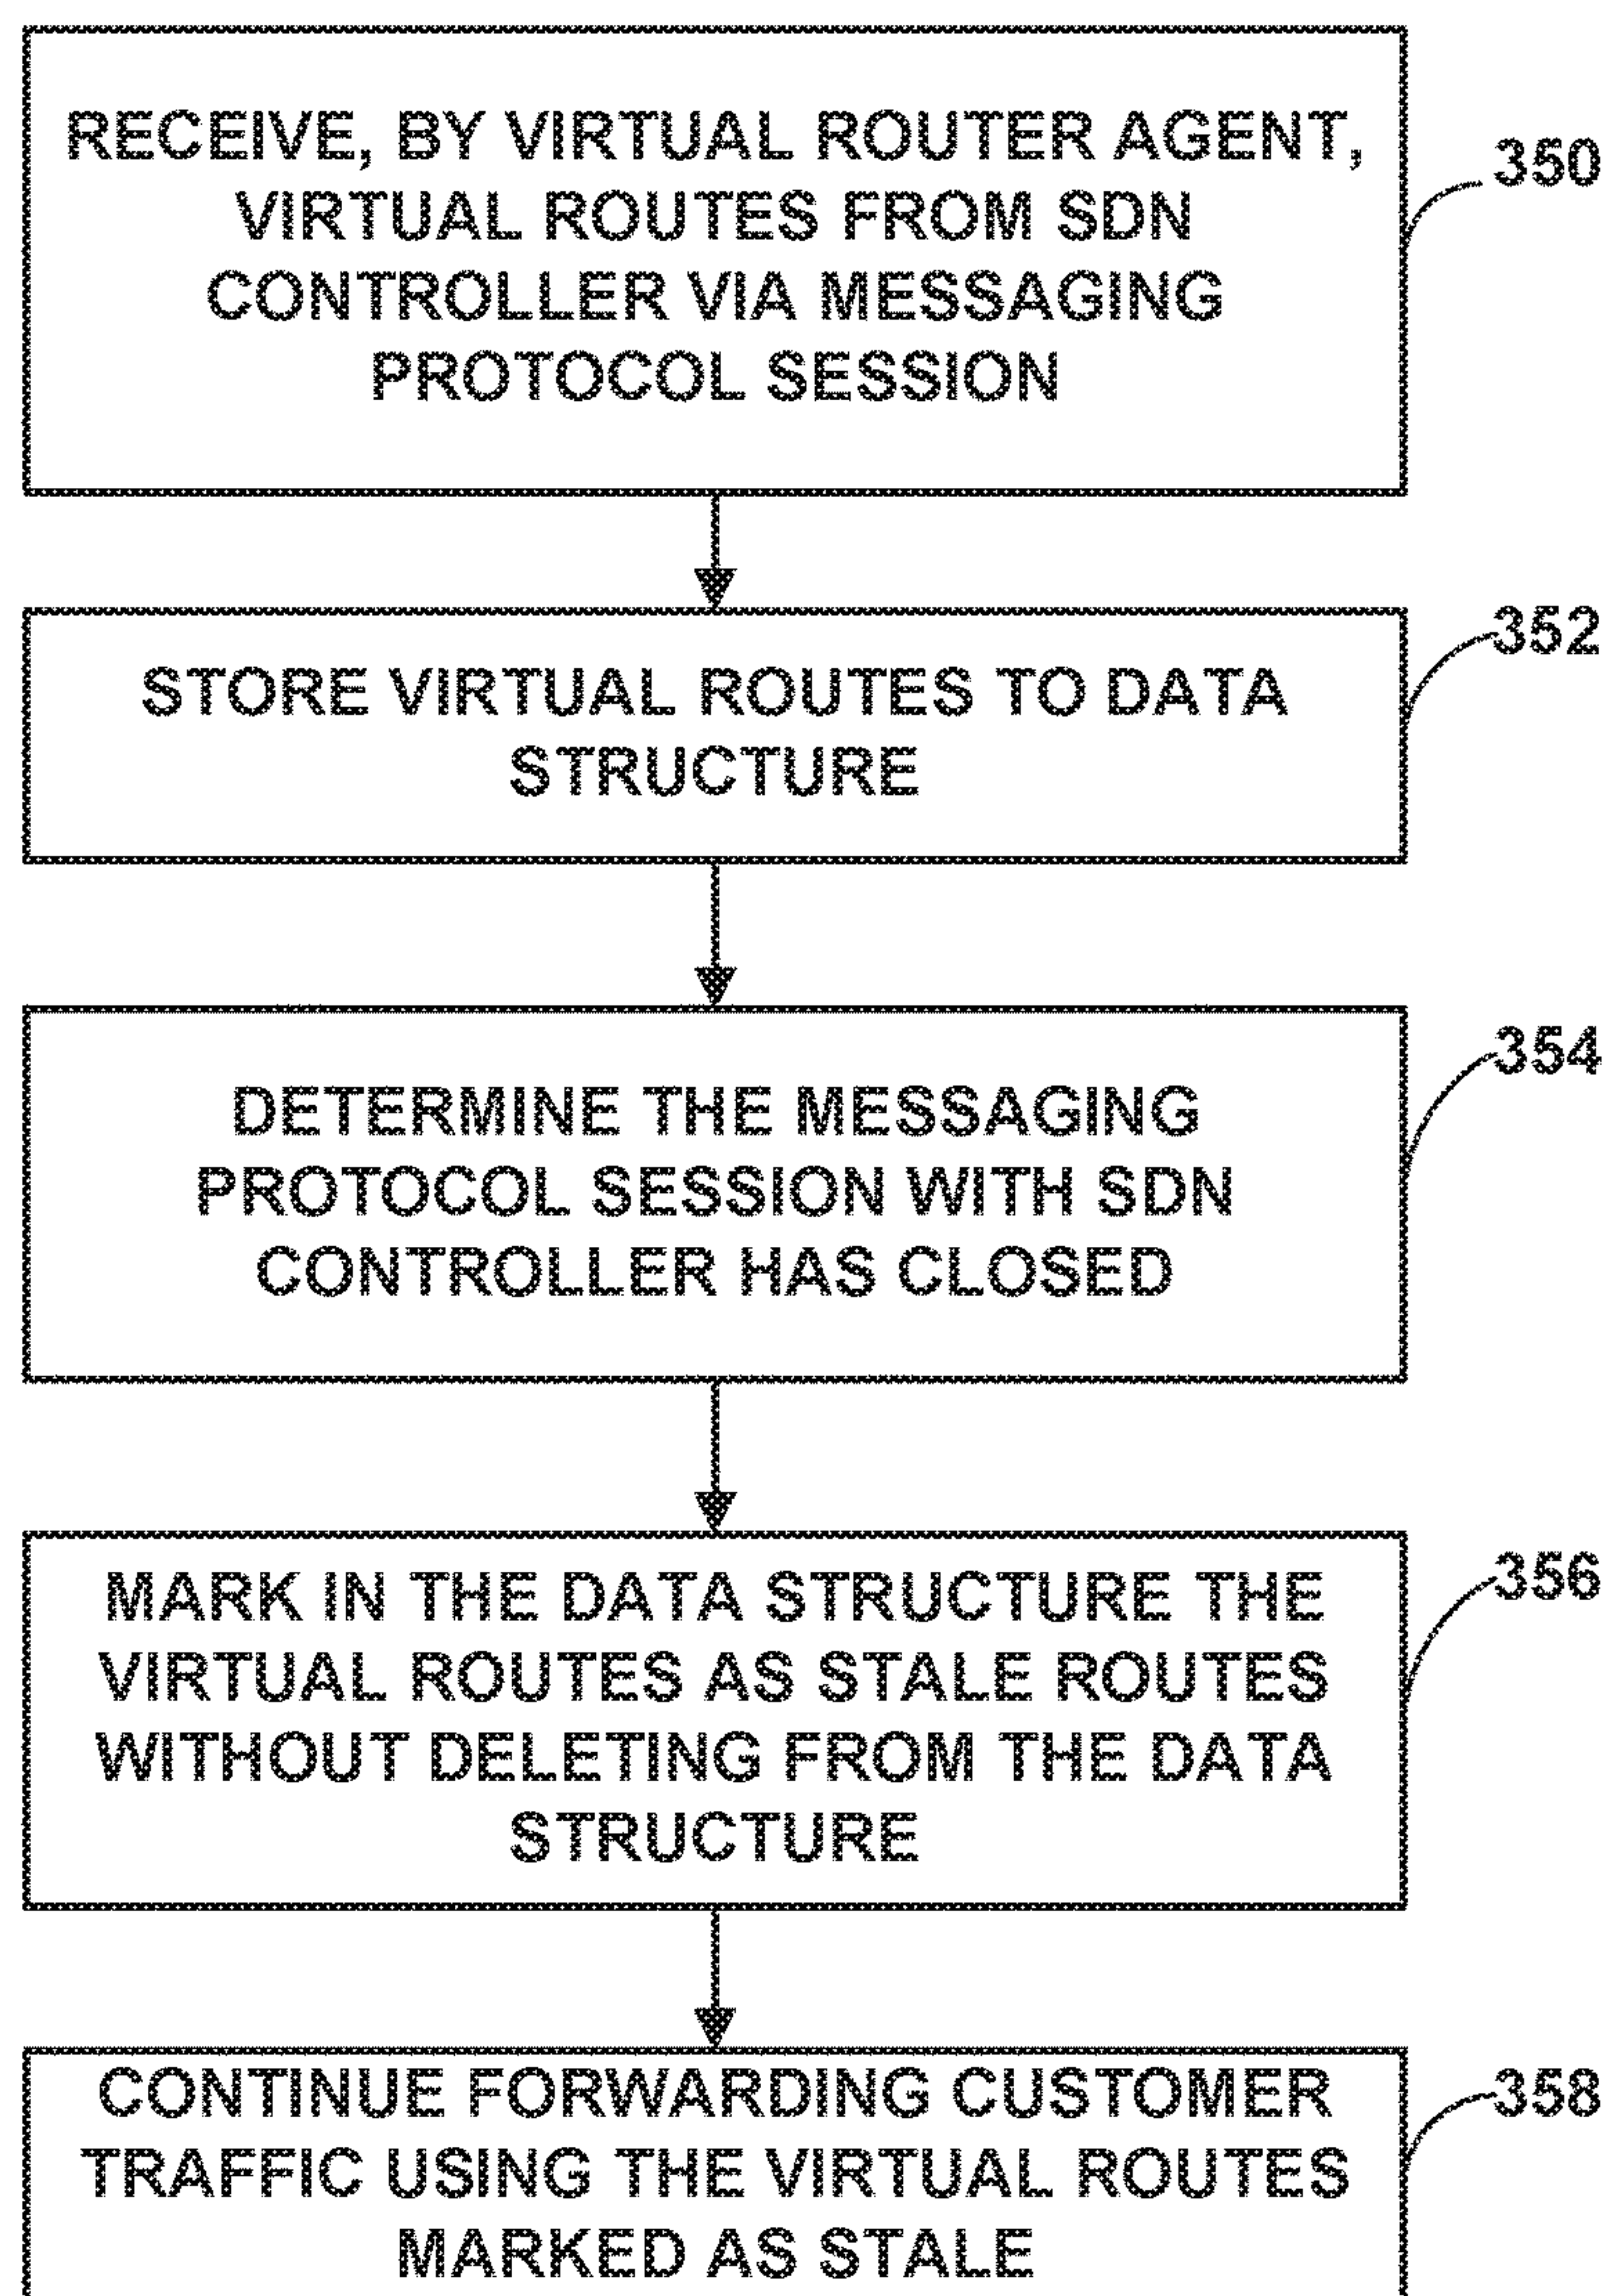 RECEIVE, BY VIRTUAL ROUTER AGENT,
VIRTUAL ROUTES FROM SDN
CONTROLLER VIA MESSAGING
PROTOCOL SESSION
350
STORE VIRTUAL ROUTES TO DATA
STRUCTURE
352
DETERMINE THE MESSAGING
PROTOCOL SESSION WITH SDN
CONTROLLER HAS CLOSED
354
MARK IN THE DATA STRUCTURE THE
VIRTUAL ROUTES AS STALE ROUTES
WITHOUT DELETING FROM THE DATA
STRUCTURE
356
CONTINUE FORWARDING CUSTOMER
TRAFFIC USING THE VIRTUAL ROUTES
MARKED AS STALE
358